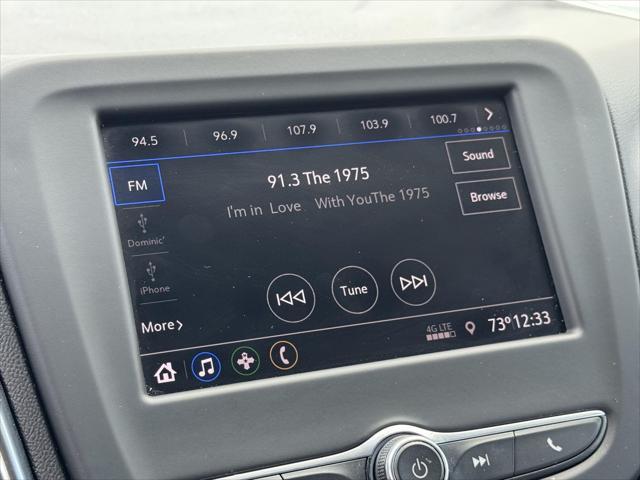 94.5 96.9 107.9 103.9 100.7
FM
91.3 The 1975
Sound
I'm in Love With YouThe 1975
Browse
Dominic'
iPhone
Tune
More
4G LTE
73° 12:33